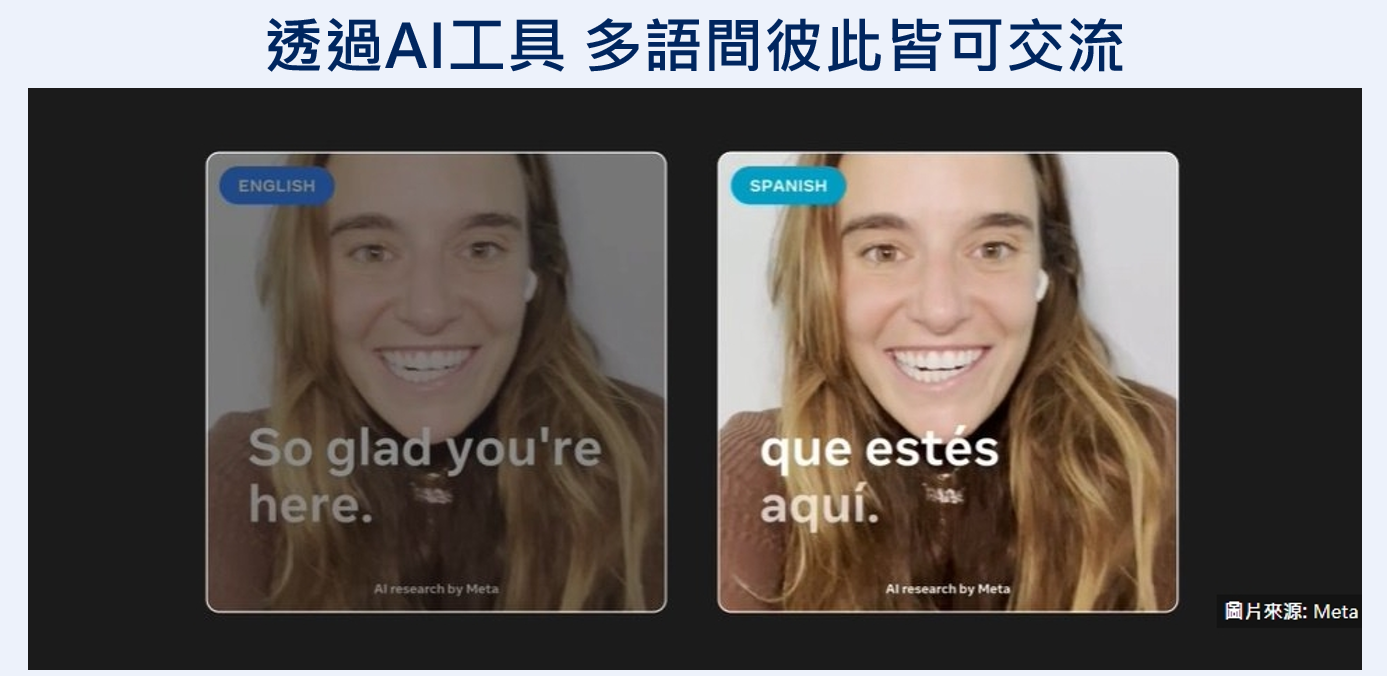 透過AI工具 多語間彼此皆可交流
ENGLISH
So glad you're
here.
AI research by Meta
SPANISH
que estés
aquí.
AI research by Meta
圖片來源: Meta